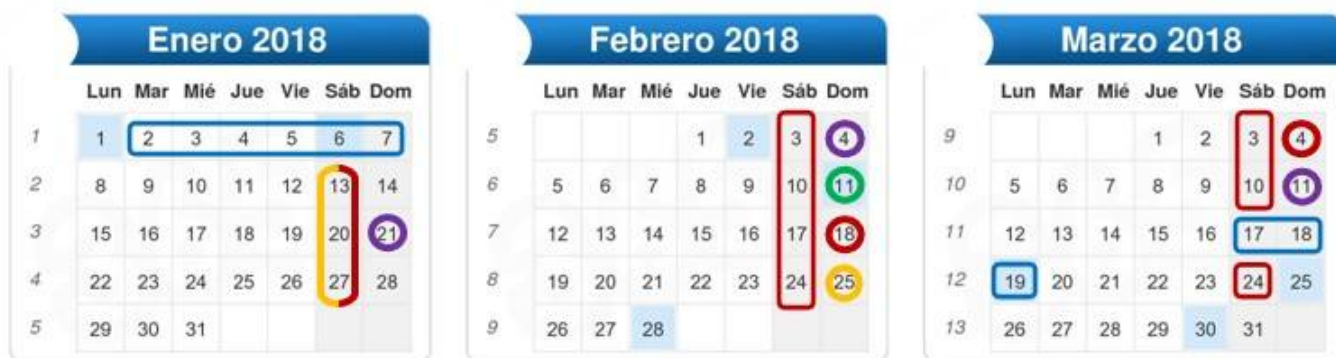 Enero 2018
Lun Mar Mié Jue Vie Sáb Dom
1 1 2 3 4 5 6 7
2 8 9 10 11 12 13 14
3 15 16 17 18 19 20 21
4 22 23 24 25 26 27 28
5 29 30 31
Febrero 2018
Lun Mar Mié Jue Vie Sáb Dom
5 1 2 3 4
6 5 6 7 8 9 10 11
7 12 13 14 15 16 17 18
8 19 20 21 22 23 24 25
9 26 27 28
Marzo 2018
Lun Mar Mié Jue Vie Sáb Dom
9 1 2 3 4
10 5 6 7 8 9 10 11
11 12 13 14 15 16 17 18
12 19 20 21 22 23 24 25
13 26 27 28 29 30 31